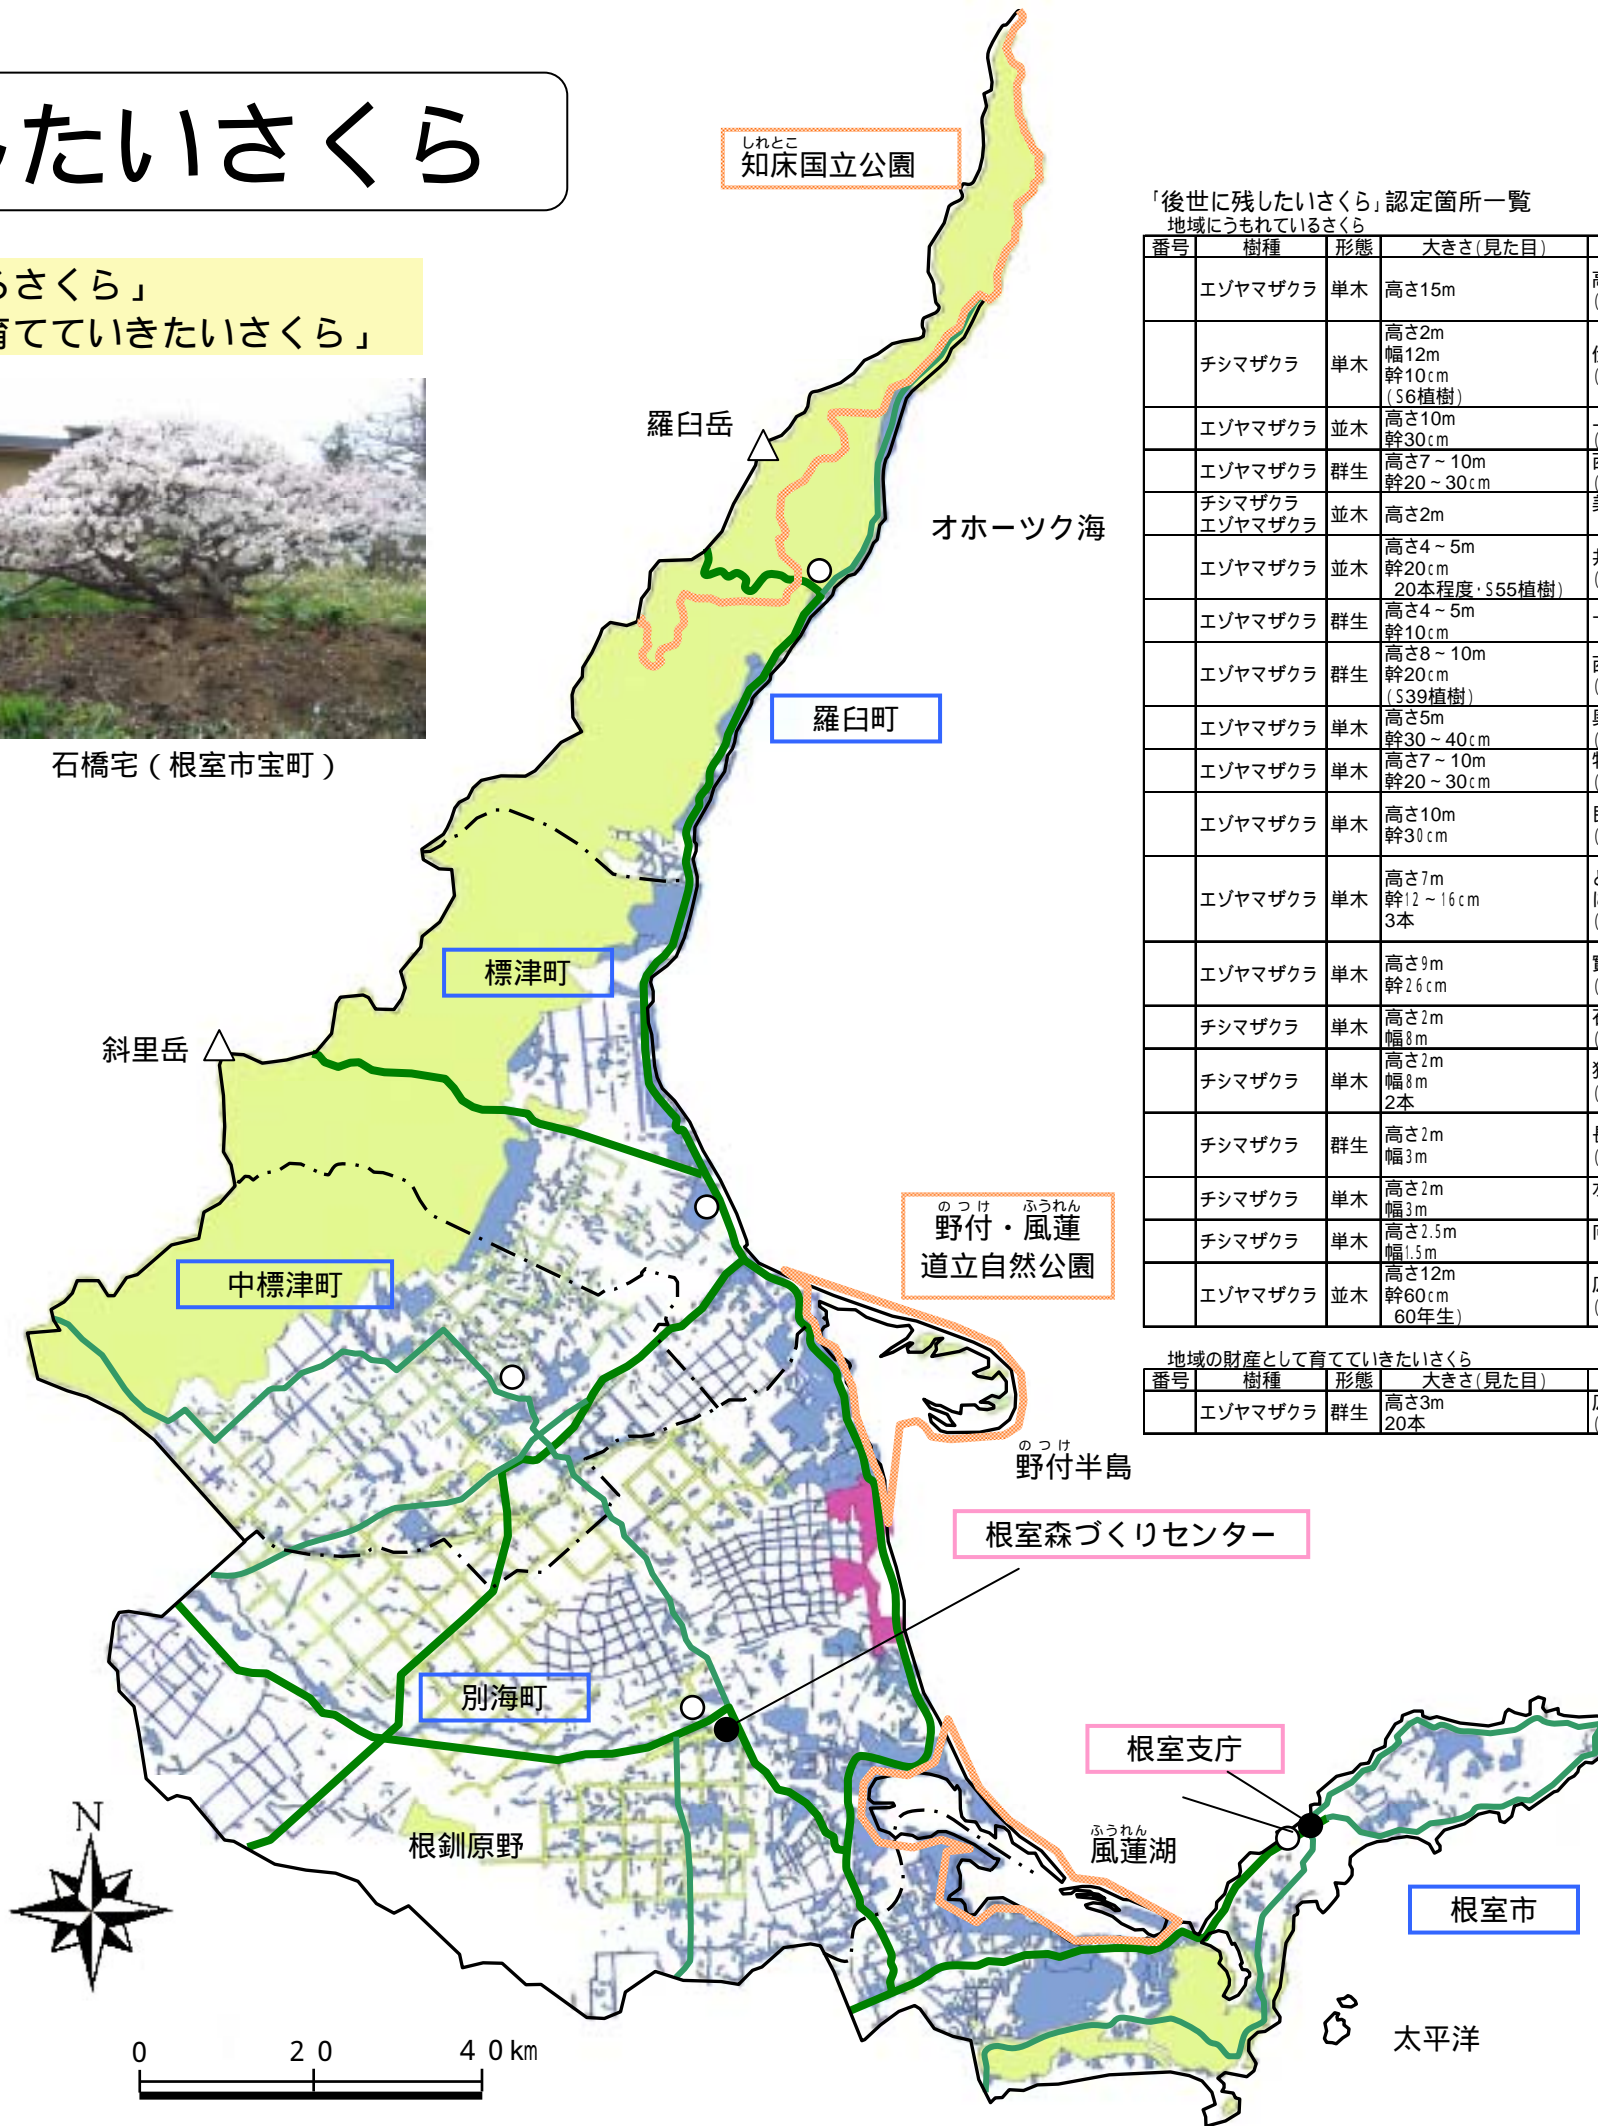 したいさくら
るさくら」
育てていきたいさくら」
石橋宅（根室市宝町）
しれとこ
知床国立公園
羅臼岳
オホーツク海
羅臼町
標津町
斜里岳
中標津町
のつけ ふうれん
野付・風蓮
道立自然公園
のつけ
野付半島
根室森づくりセンター
別海町
根室支庁
根釧原野
ふうれん
風蓮湖
根室市
太平洋
N
0 20 40km
「後世に残したいさくら」認定箇所一覧
地域にうもれているさくら
番号 樹種 形態 大きさ(見た目)
エゾヤマザクラ 単木 高さ15m
チシマザクラ 単木 高さ2m
幅12m
幹10cm
(S6植樹)
エゾヤマザクラ 並木 高さ10m
幹30cm
エゾヤマザクラ 群生 高さ7～10m
幹20～30cm
チシマザクラ
エゾヤマザクラ 並木 高さ2m
エゾヤマザクラ 並木 高さ4～5m
幹20cm
20本程度・S55植樹)
エゾヤマザクラ 群生 高さ4～5m
幹10cm
エゾヤマザクラ 群生 高さ8～10m
幹20cm
(S39植樹)
エゾヤマザクラ 単木 高さ5m
幹30～40cm
エゾヤマザクラ 単木 高さ7～10m
幹20～30cm
エゾヤマザクラ 単木 高さ10m
幹30cm
エゾヤマザクラ 単木 高さ7m
幹12～16cm
3本
エゾヤマザクラ 単木 高さ9m
幹26cm
チシマザクラ 単木 高さ2m
幅8m
チシマザクラ 単木 高さ2m
幅8m
2本
チシマザクラ 群生 高さ2m
幅3m
チシマザクラ 単木 高さ2m
幅3m
チシマザクラ 単木 高さ2.5m
幅1.5m
エゾヤマザクラ 並木 高さ12m
幹60cm
60年生)
地域の財産として育てていきたいさくら
番号 樹種 形態 大きさ(見た目)
エゾヤマザクラ 群生 高さ3m
20本